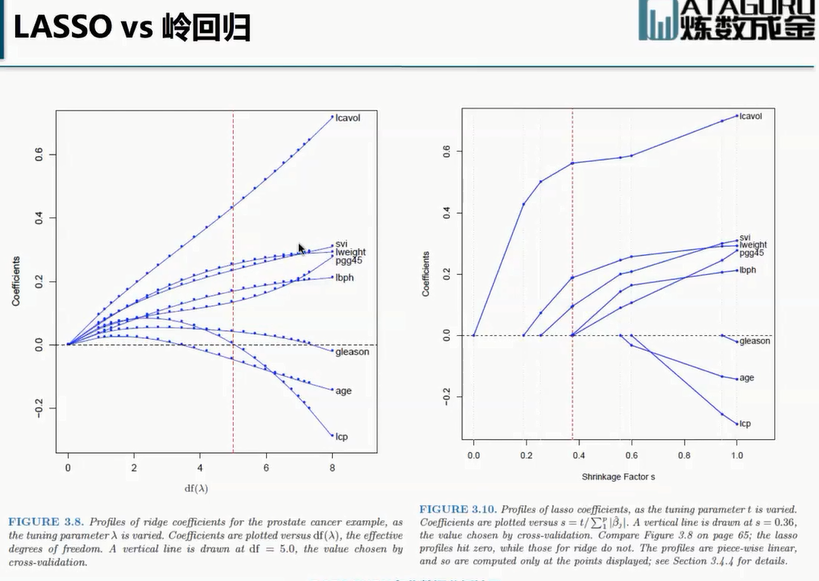 LASSO vs 岭回归
ATAGURU
炼数成金
lcavol
svi
lweight
pgg45
lbph
gleason
age
lcp
0.6
0.4
0.2
0.0
−0.2
Coefficients
0 2 4 6 8
df(λ)
lcavol
svi
lweight
pgg45
lbph
gleason
age
lcp
0.6
0.4
0.2
0.0
−0.2
Coefficients
0.0 0.2 0.4 0.6 0.8 1.0
Shrinkage Factor s
FIGURE 3.8. Profiles of ridge coefficients for the prostate cancer example, as
the tuning parameter λ is varied. Coefficients are plotted versus df(λ), the effective
degrees of freedom. A vertical line is drawn at df = 5.0, the value chosen by
cross-validation.
FIGURE 3.10. Profiles of lasso coefficients, as the tuning parameter t is varied.
Coefficients are plotted versus s = t/∑₁ᵖ|β̂ⱼ|. A vertical line is drawn at s = 0.36,
the value chosen by cross-validation. Compare Figure 3.8 on page 65; the lasso
profiles hit zero, while those for ridge do not. The profiles are piece-wise linear,
and so are computed only at the points displayed; see Section 3.4.4 for details.